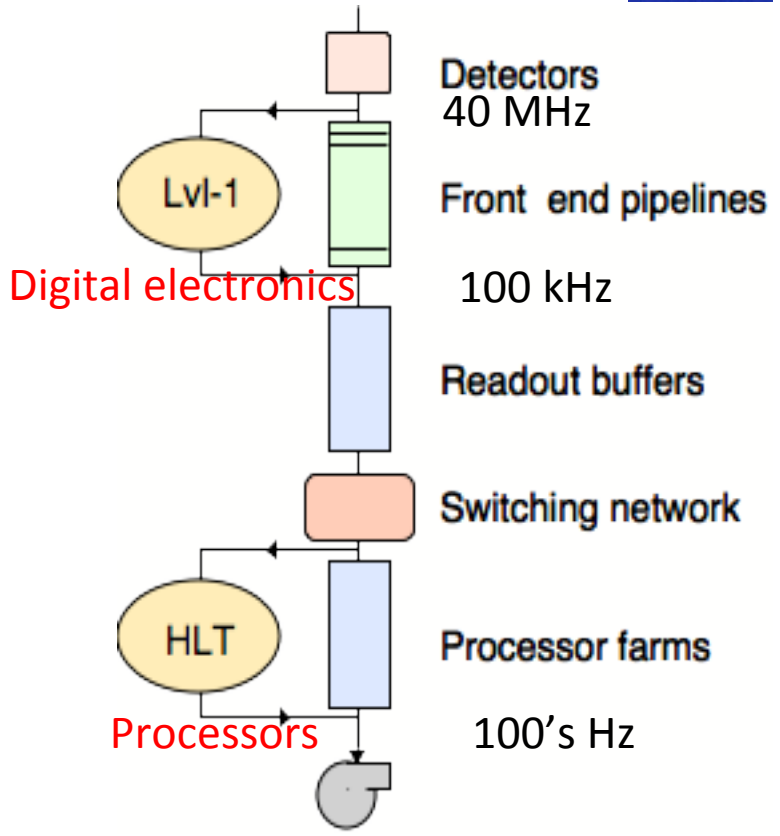 Detectors
40 MHz
Lvl-1
Front end pipelines
Digital electronics
100 kHz
Readout buffers
Switching network
HLT
Processor farms
Processors
100’s Hz